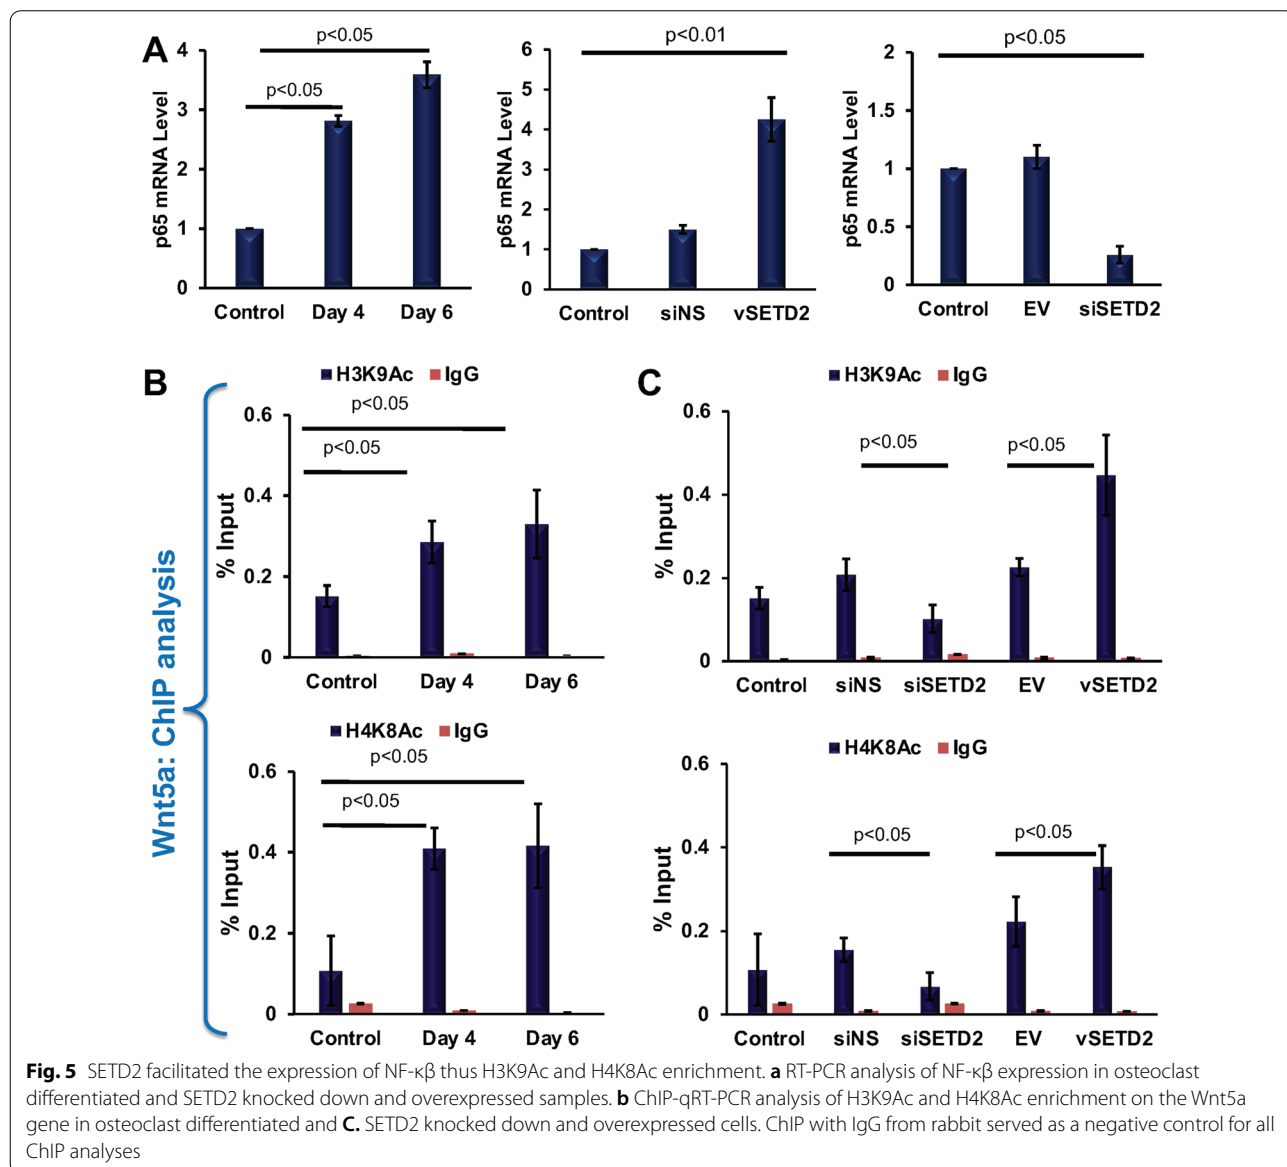 A
p<0.05
p<0.05
p65 mRNA Level
4
3
2
1
0
Control Day 4 Day 6
p<0.01
p65 mRNA Level
6
5
4
3
2
1
0
Control siNS vSETD2
p<0.05
p65 mRNA Level
2
1.5
1
0.5
0
Control EV siSETD2
Wnt5a: ChIP analysis
B
H3K9Ac IgG
p<0.05
p<0.05
% Input
0.6
0.4
0.2
0
Control Day 4 Day 6
H4K8Ac IgG
p<0.05
p<0.05
% Input
0.6
0.4
0.2
0
Control Day 4 Day 6
C
H3K9Ac IgG
p<0.05 p<0.05
% Input
0.6
0.4
0.2
0
Control siNS siSETD2 EV vSETD2
H4K8Ac IgG
p<0.05 p<0.05
% Input
0.6
0.4
0.2
0
Control siNS siSETD2 EV vSETD2
Fig. 5 SETD2 facilitated the expression of NF-κβ thus H3K9Ac and H4K8Ac enrichment. a RT-PCR analysis of NF-κβ expression in osteoclast
differentiated and SETD2 knocked down and overexpressed samples. b ChIP-qRT-PCR analysis of H3K9Ac and H4K8Ac enrichment on the Wnt5a
gene in osteoclast differentiated and C. SETD2 knocked down and overexpressed cells. ChIP with IgG from rabbit served as a negative control for all
ChIP analyses